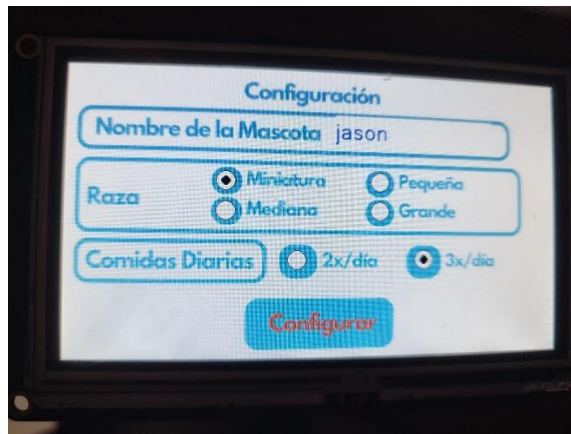 Configuración
Nombre de la Mascota jason
Raza
Miniatura Pequeña
Mediana Grande
Comidas Diarias 2x/día 3x/día
Configurar